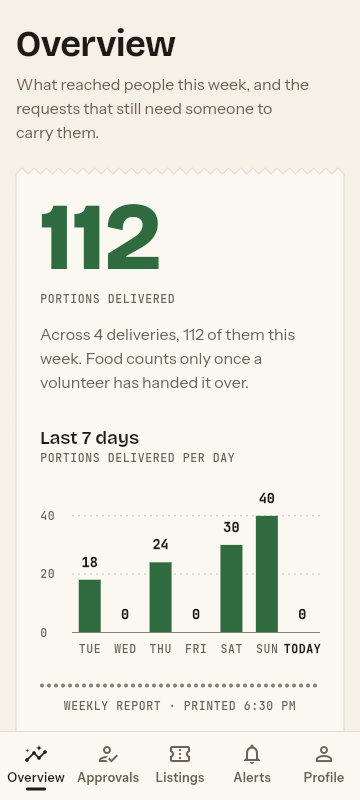 Overview
What reached people this week, and the
requests that still need someone to
carry them.
112
PORTIONS DELIVERED
Across 4 deliveries, 112 of them this
week. Food counts only once a
volunteer has handed it over.
Last 7 days
PORTIONS DELIVERED PER DAY
40
40
30
24
20
18
0
0
0
0
TUE WED THU FRI SAT SUN TODAY
WEEKLY REPORT · PRINTED 6:30 PM
Overview Approvals Listings Alerts Profile